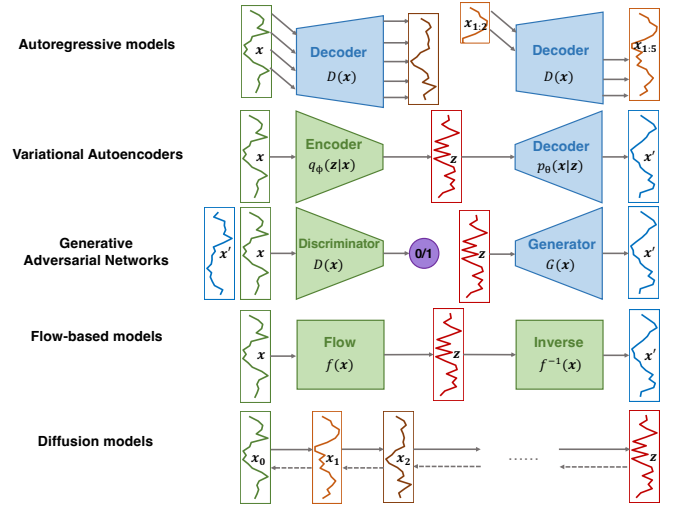 Autoregressive models
x
Decoder
D(x)
x1:2
Decoder
D(x)
x1:5
Variational Autoencoders
x
Encoder
qϕ(z|x)
z
Decoder
pθ(x|z)
x′
Generative
Adversarial Networks
x′
x
Discriminator
D(x)
0/1
z
Generator
G(x)
x′
Flow-based models
x
Flow
f(x)
z
Inverse
f⁻¹(x)
x′
Diffusion models
x0
x1
x2
......
z